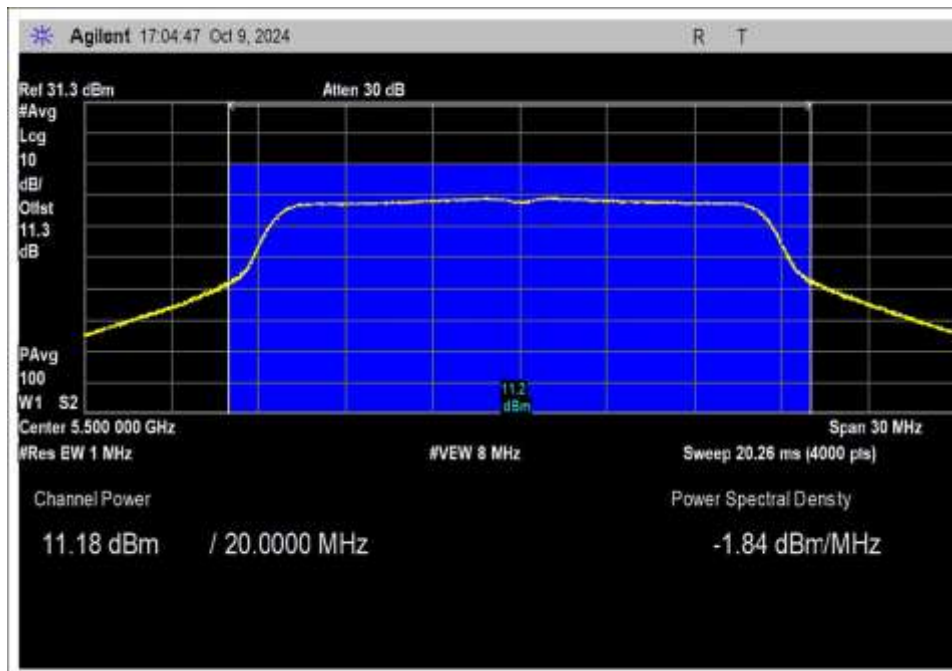 Agilent 17:04:47 Oct 9, 2024 R T
Ref 31.3 dBm Atten 30 dB
#Avg
Log
10
dB/
Offst
11.3
dB
PAvg
100
W1 S2
11.2
dBm
Center 5.500 000 GHz Span 30 MHz
#Res BW 1 MHz #VBW 8 MHz Sweep 20.26 ms (4000 pts)
Channel Power Power Spectral Density
11.18 dBm / 20.0000 MHz -1.84 dBm/MHz